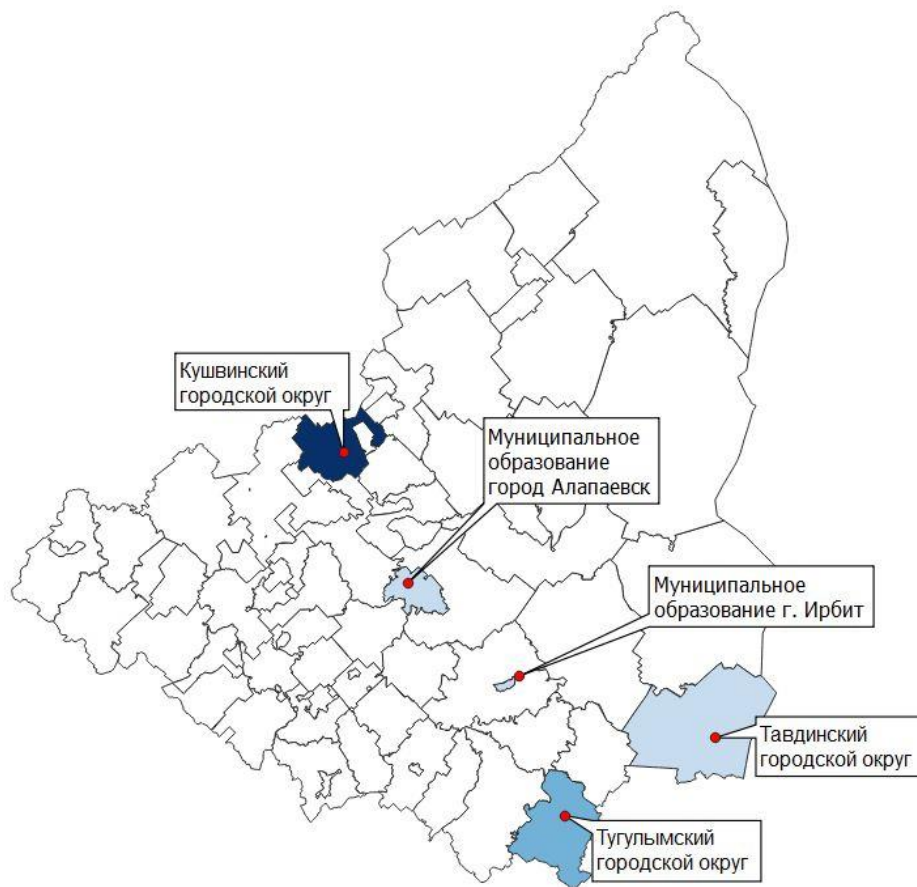 Кушвинский
городской округ
Муниципальное
образование
город Алапаевск
Муниципальное
образование г. Ирбит
Тавдинский
городской округ
Тугулымский
городской округ